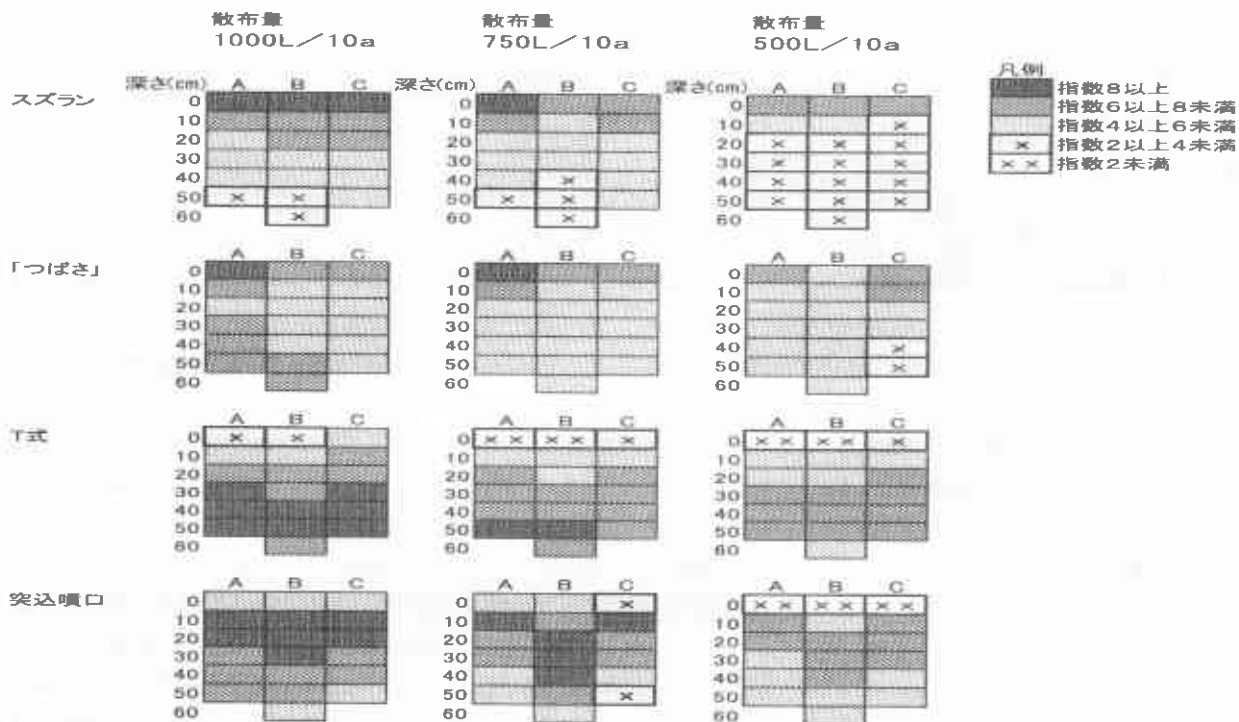 散布量 散布量 散布量
1000L／10a 750L／10a 500L／10a
凡例
指数8以上
指数6以上8未満
指数4以上6未満
× 指数2以上4未満
× × 指数2未満
スズラン
深さ(cm) A B C 深さ(cm) A B C 深さ(cm) A B C
0 0 0
10 10 10 ×
20 20 20 × × ×
30 30 30 × × ×
40 40 × 40 × × ×
50 × × 50 × × 50 × × ×
60 × 60 × 60 ×
「つばさ」
A B C A B C A B C
0 0 0
10 10 10
20 20 20
30 30 30
40 40 40 ×
50 50 50 ×
60 60 60
T式
A B C A B C A B C
0 × × 0 × × × × × 0 × × × × ×
10 10 10
20 20 20
30 30 30
40 40 40
50 50 50
60 60 60
突込噴口
A B C A B C A B C
0 0 × 0 × × × × × ×
10 10 10
20 20 20
30 30 30
40 40 40
50 50 × 50
60 60 60